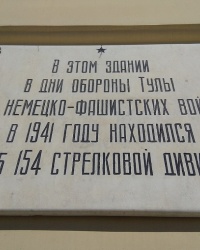 В ЭТОМ ЗДАНИИ
В ДНИ ОБОРОНЫ ТУЛЫ
НЕМЕЦКО-ФАШИСТСКИХ ВОЙ
В 1941 ГОДУ НАХОДИЛСЯ
154 СТРЕЛКОВОЙ ДИВИ